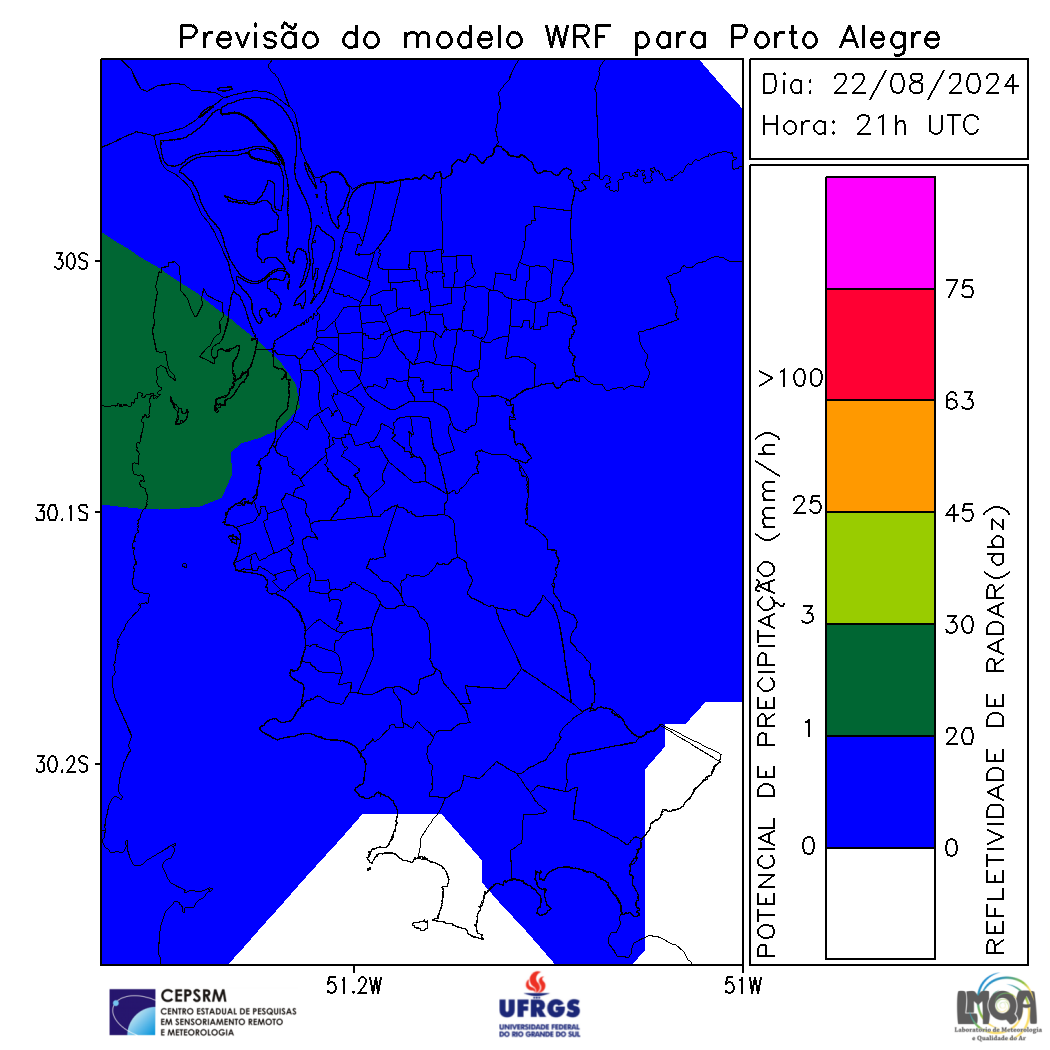 Previsão do modelo WRF para Porto Alegre
Dia: 22/08/2024
Hora: 21h UTC
30S
30.1S
30.2S
51.2W
51W
POTENCIAL DE PRECIPITAÇÃO (mm/h)
>100
25
3
1
0
75
63
45
30
20
0
REFLETIVIDADE DE RADAR(dbz)
CEPSRM
CENTRO ESTADUAL DE PESQUISAS
EM SENSORIAMENTO REMOTO
E METEOROLOGIA
UFRGS
UNIVERSIDADE FEDERAL
DO RIO GRANDE DO SUL
LMQA
Laboratório de Meteorologia
e Qualidade do Ar